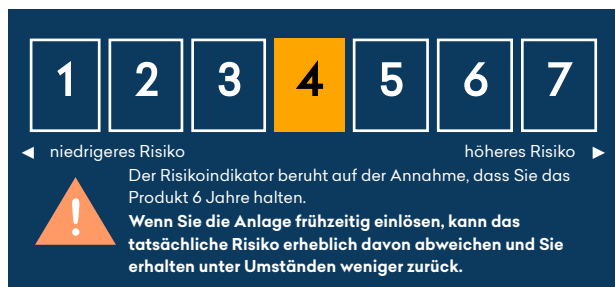 1 2 3 4 5 6 7
◄ niedrigeres Risiko höheres Risiko ►
Der Risikoindikator beruht auf der Annahme, dass Sie das
Produkt 6 Jahre halten.
!
Wenn Sie die Anlage frühzeitig einlösen, kann das
tatsächliche Risiko erheblich davon abweichen und Sie
erhalten unter Umständen weniger zurück.